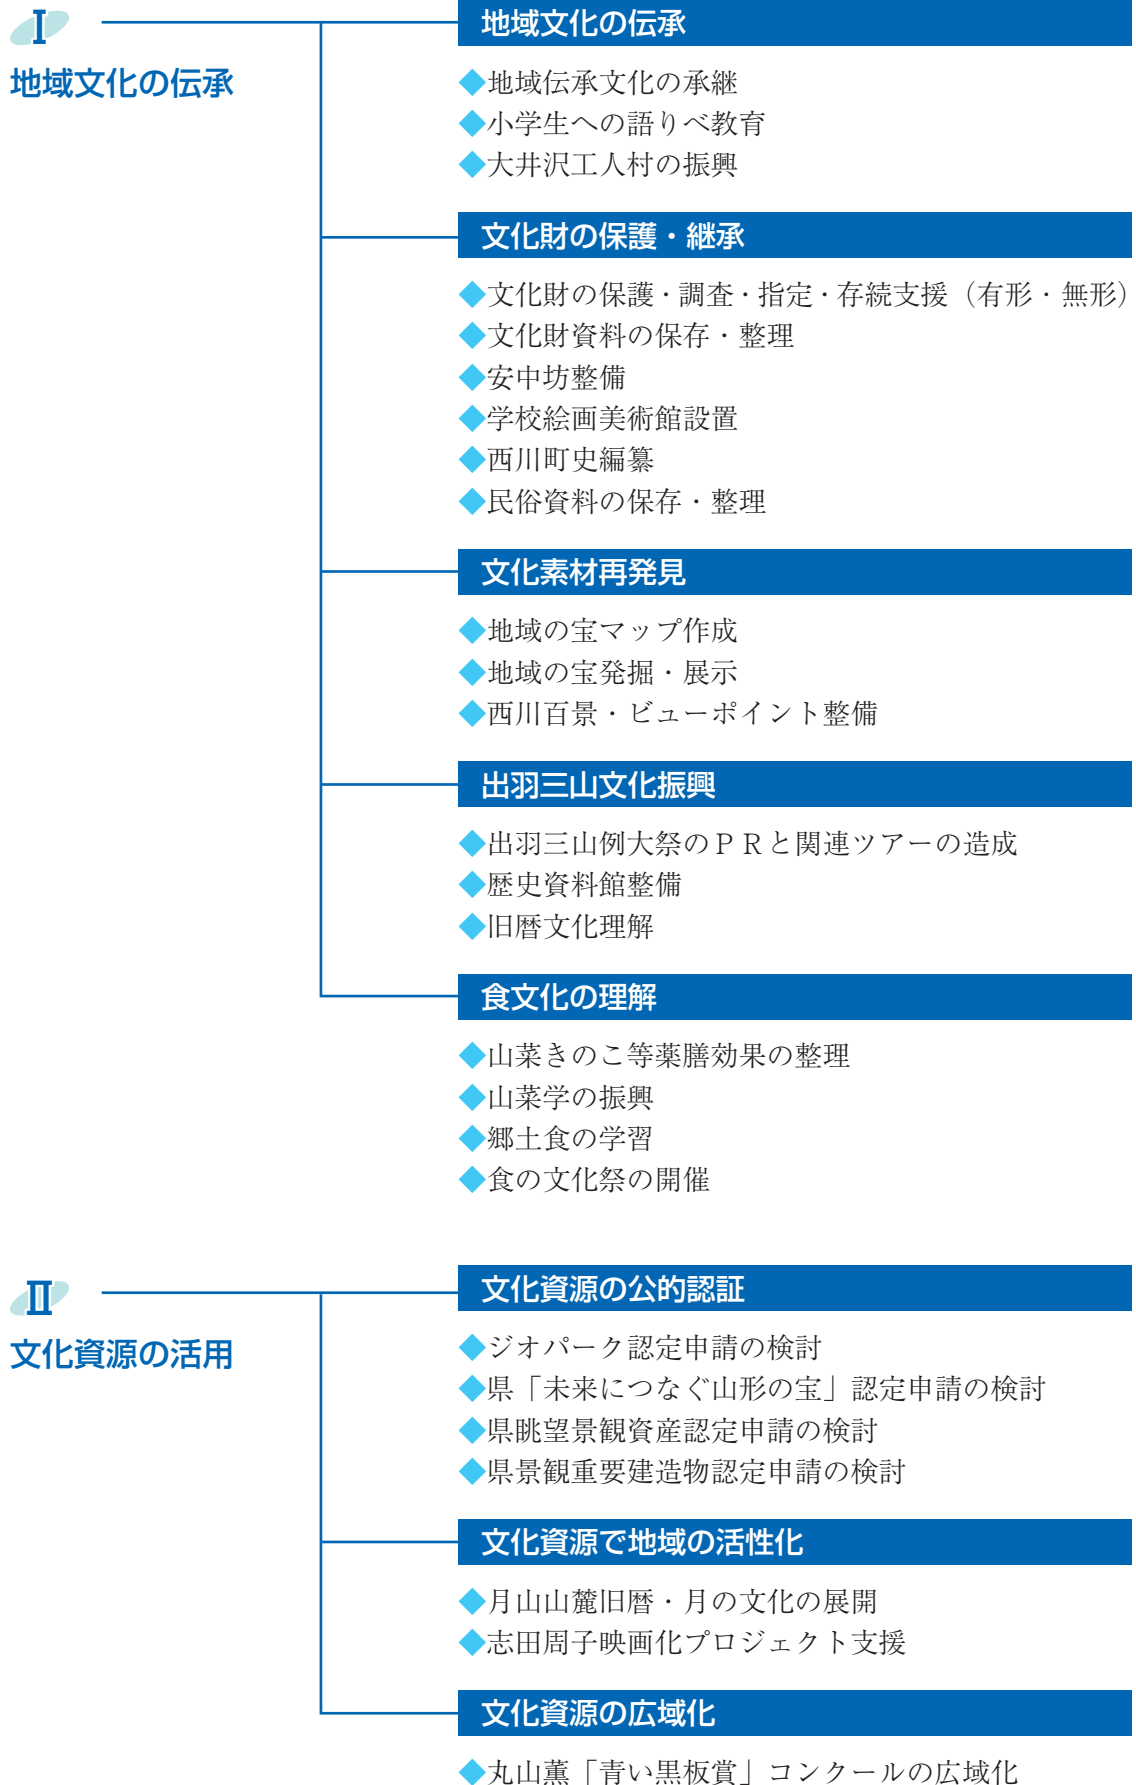 I
地域文化の伝承
地域文化の伝承
◆地域伝承文化の承継
◆小学生への語りべ教育
◆大井沢工人村の振興
文化財の保護・継承
◆文化財の保護・調査・指定・存続支援（有形・無形）
◆文化財資料の保存・整理
◆安中坊整備
◆学校絵画美術館設置
◆西川町史編纂
◆民俗資料の保存・整理
文化素材再発見
◆地域の宝マップ作成
◆地域の宝発掘・展示
◆西川百景・ビューポイント整備
出羽三山文化振興
◆出羽三山例大祭のＰＲと関連ツアーの造成
◆歴史資料館整備
◆旧暦文化理解
食文化の理解
◆山菜きのこ等薬膳効果の整理
◆山菜学の振興
◆郷土食の学習
◆食の文化祭の開催
II
文化資源の活用
文化資源の公的認証
◆ジオパーク認定申請の検討
◆県「未来につなぐ山形の宝」認定申請の検討
◆県眺望景観資産認定申請の検討
◆県景観重要建造物認定申請の検討
文化資源で地域の活性化
◆月山山麓旧暦・月の文化の展開
◆志田周子映画化プロジェクト支援
文化資源の広域化
◆丸山薫「青い黒板賞」コンクールの広域化